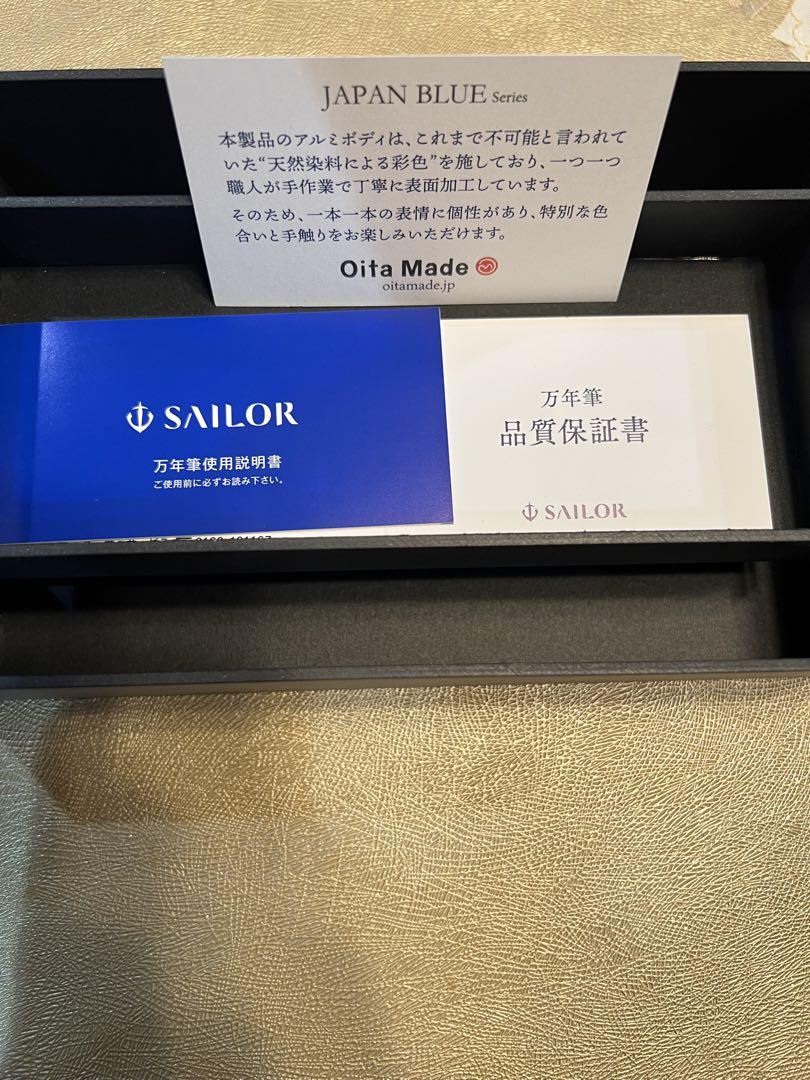 JAPAN BLUE Series
本製品のアルミボディは、これまで不可能と言われて
いた“天然染料による彩色”を施しており、一つ一つ
職人が手作業で丁寧に表面加工しています。
そのため、一本一本の表情に個性があり、特別な色
合いと手触りをお楽しみいただけます。
Oita Made
oitamade.jp
SAILOR
万年筆使用説明書
ご使用前に必ずお読み下さい。
万年筆
品質保証書
SAILOR